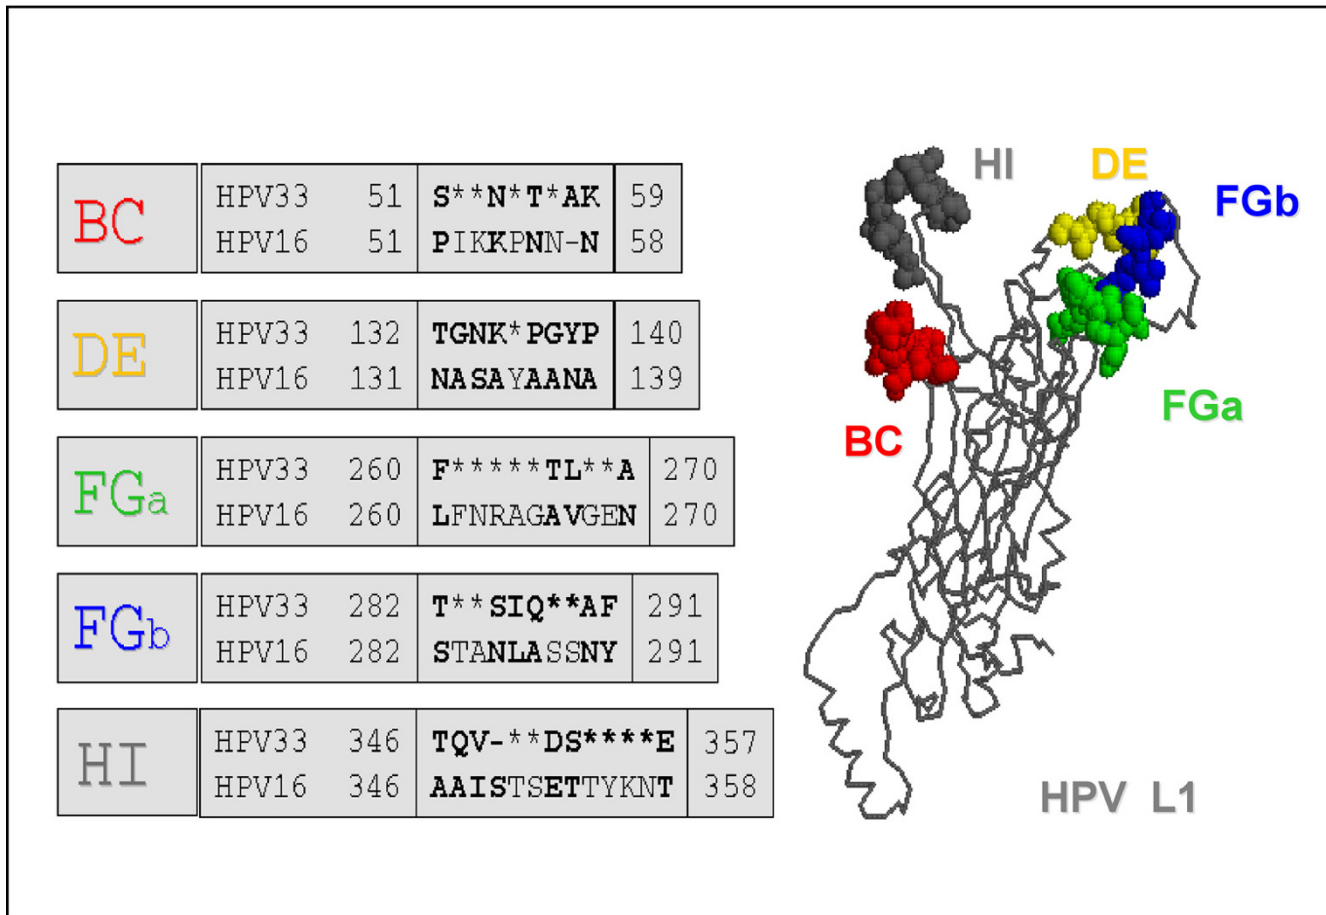 BC HPV33 51 S**N*T*AK 59
HPV16 51 PIKKPNN-N 58
DE HPV33 132 TGNK*PGYP 140
HPV16 131 NASAYAANA 139
FGa HPV33 260 F*****TL**A 270
HPV16 260 LFNRAGAVGEN 270
FGb HPV33 282 T**SIQ**AF 291
HPV16 282 STANLASSNY 291
HI HPV33 346 TQV-**DS****E 357
HPV16 346 AAISTSETTYKNT 358
HI
DE
FGb
FGa
BC
HPV L1